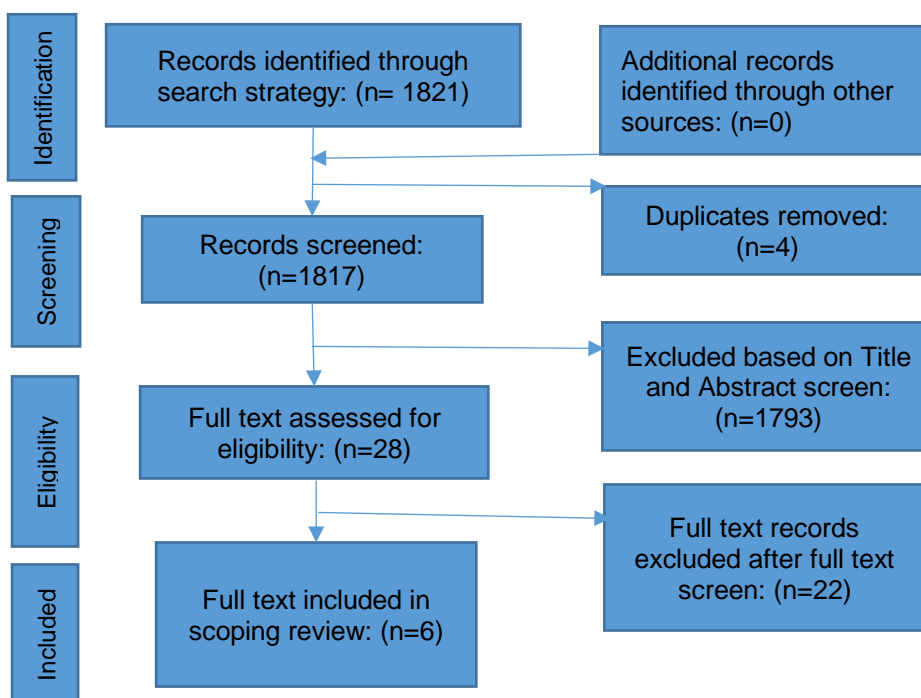 Identification
Records identified through
search strategy: (n= 1821)
Additional records
identified through other
sources: (n=0)
Screening
Records screened:
(n=1817)
Duplicates removed:
(n=4)
Excluded based on Title
and Abstract screen:
(n=1793)
Eligibility
Full text assessed for
eligibility: (n=28)
Full text records
excluded after full text
screen: (n=22)
Included
Full text included in
scoping review: (n=6)